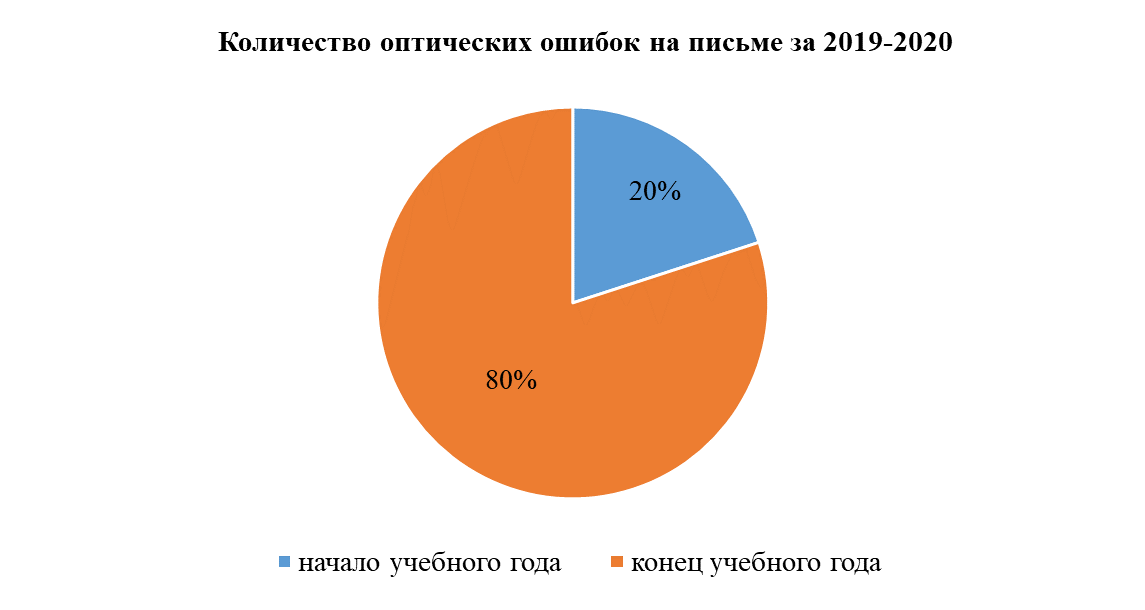 Количество оптических ошибок на письме за 2019-2020
20%
80%
начало учебного года конец учебного года